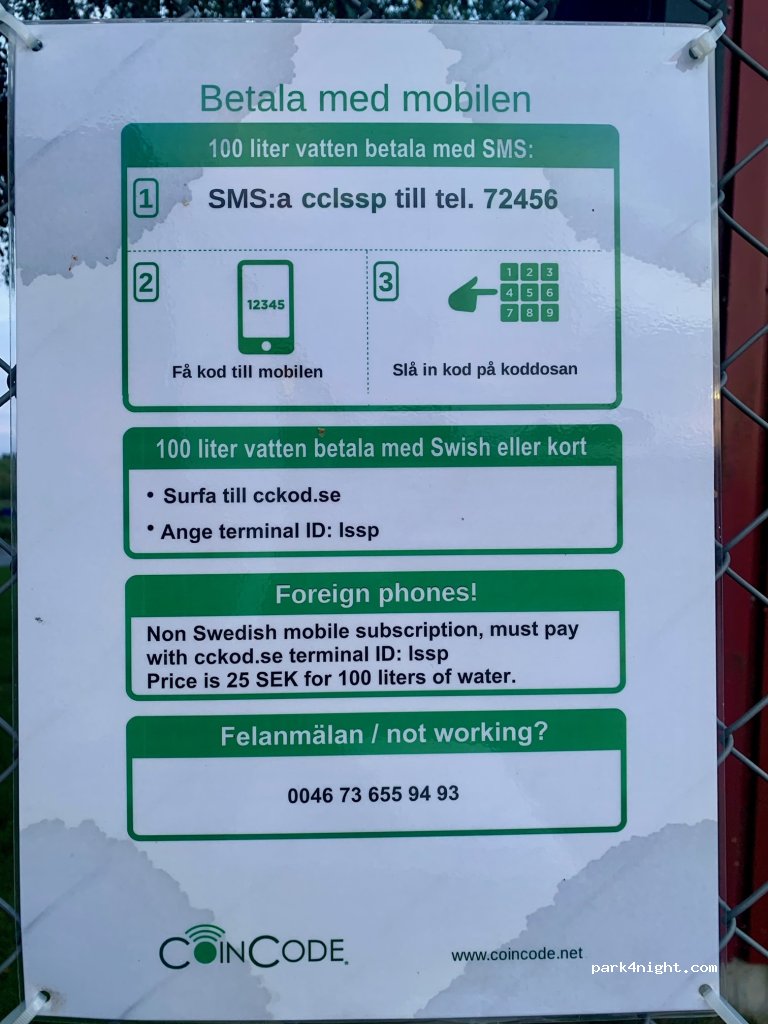 Betala med mobilen
100 liter vatten betala med SMS:
1 SMS:a cclssp till tel. 72456
2
12345
Få kod till mobilen
3
1 2 3
4 5 6
7 8 9
Slå in kod på koddosan
100 liter vatten betala med Swish eller kort
• Surfa till cckod.se
• Ange terminal ID: lssp
Foreign phones!
Non Swedish mobile subscription, must pay
with cckod.se terminal ID: lssp
Price is 25 SEK for 100 liters of water.
Felanmälan / not working?
0046 73 655 94 93
COINCODE
www.coincode.net
park4night.com